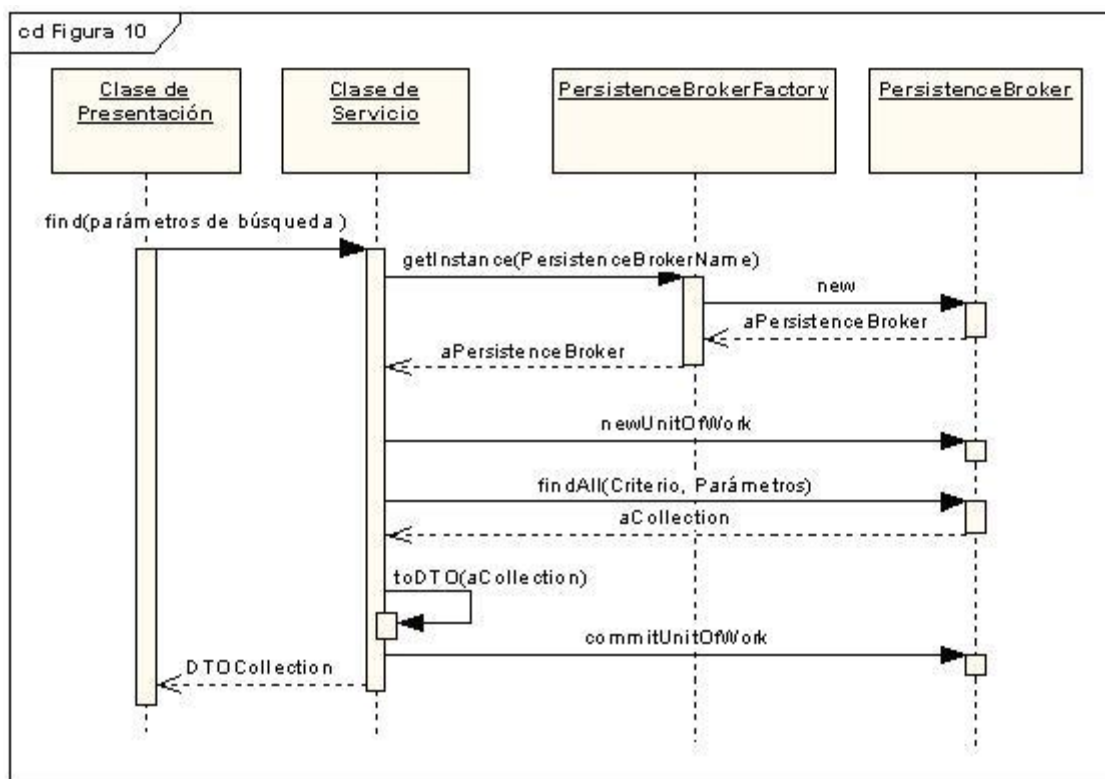 cd Figura 10
Clase de
Presentación
Clase de
Servicio
PersistenceBrokerFactory
PersistenceBroker
find(parámetros de búsqueda )
getInstance(PersistenceBrokerName)
new
aPersistenceBroker
aPersistenceBroker
newUnitOfWork
findAll(Criterio, Parámetros)
aCollection
toDTO(aCollection)
commitUnitOfWork
DTOCollection